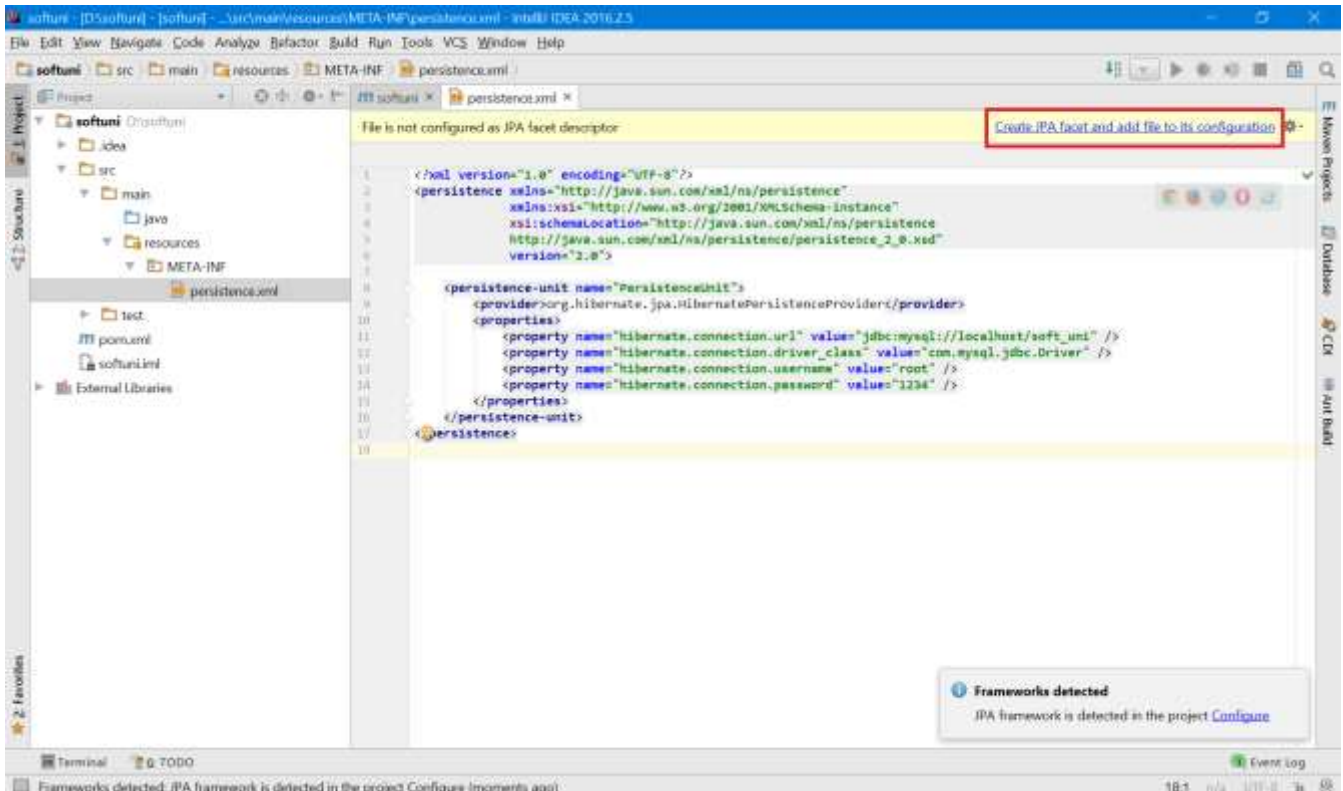 softuni - [D:\softuni] - [softuni] - ...\src\main\resources\META-INF\persistence.xml - IntelliJ IDEA 2016.2.5
File Edit View Navigate Code Analyze Refactor Build Run Tools VCS Window Help
softuni src main resources META-INF persistence.xml
Project
softuni persistence.xml
1: Project
softuni D:\softuni
.idea
src
main
java
resources
META-INF
persistence.xml
test
pom.xml
softuni.iml
External Libraries
2: Structure
2: Favorites
File is not configured as JPA facet descriptor
Create JPA facet and add file to its configuration
1 <?xml version="1.0" encoding="UTF-8"?>
2 <persistence xmlns="http://java.sun.com/xml/ns/persistence"
3 xmlns:xsi="http://www.w3.org/2001/XMLSchema-instance"
4 xsi:schemaLocation="http://java.sun.com/xml/ns/persistence
5 http://java.sun.com/xml/ns/persistence/persistence_2_0.xsd"
6 version="2.0">
7
8 <persistence-unit name="PersistenceUnit">
9 <provider>org.hibernate.jpa.HibernatePersistenceProvider</provider>
10 <properties>
11 <property name="hibernate.connection.url" value="jdbc:mysql://localhost/soft_uni" />
12 <property name="hibernate.connection.driver_class" value="com.mysql.jdbc.Driver" />
13 <property name="hibernate.connection.username" value="root" />
14 <property name="hibernate.connection.password" value="1234" />
15 </properties>
16 </persistence-unit>
17 persistence>
18
Maven Projects
Database
CDI
Ant Build
Frameworks detected
JPA framework is detected in the project Configure
Terminal 6: TODO
Event Log
Frameworks detected: JPA framework is detected in the project Configure (moments ago)
18:1 n/a UTF-8